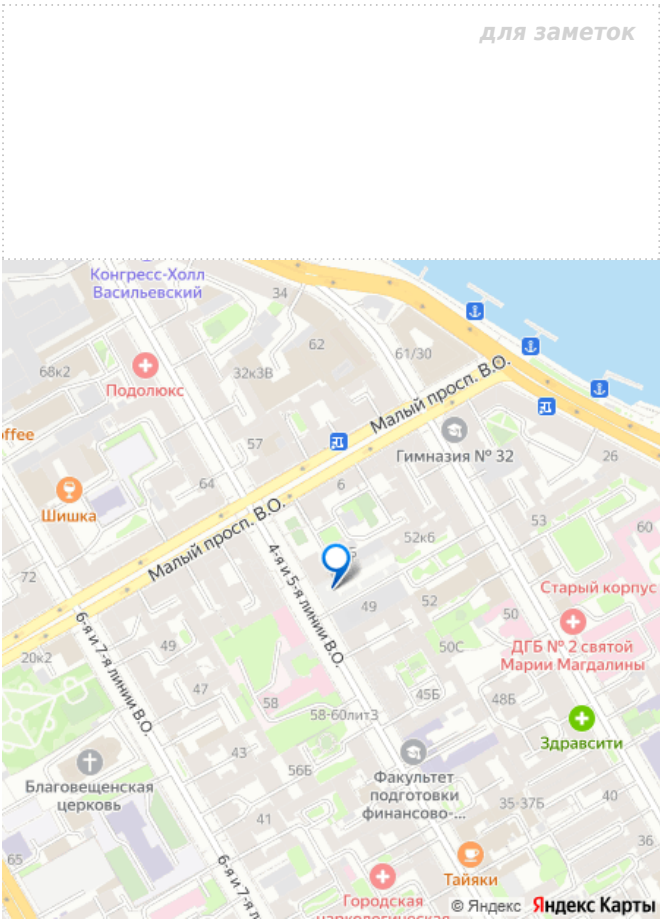 для заметок
Конгресс-Холл
Васильевский
34
62
61/30
68к2
Подолюкс
32к3В
Малый просп. В.О.
offee
57
Гимназия № 32
26
64
6
Шишка
Малый просп. В.О.
53
60
52к6
4-я и 5-я линии В.О.
72
Старый корпус
49
52
50
6-я и 7-я линии В.О.
49
50С
ДГБ № 2 святой
Марии Магдалины
20к2
47
58
45Б
48Б
58-60литЗ
43
Здравсити
56Б
Благовещенская
церковь
Факультет
подготовки
финансово-...
35-37Б
40
41
36
65
6-я и 7-я л
Тайяки
Городская
наркологическая
© Яндекс Яндекс Карты